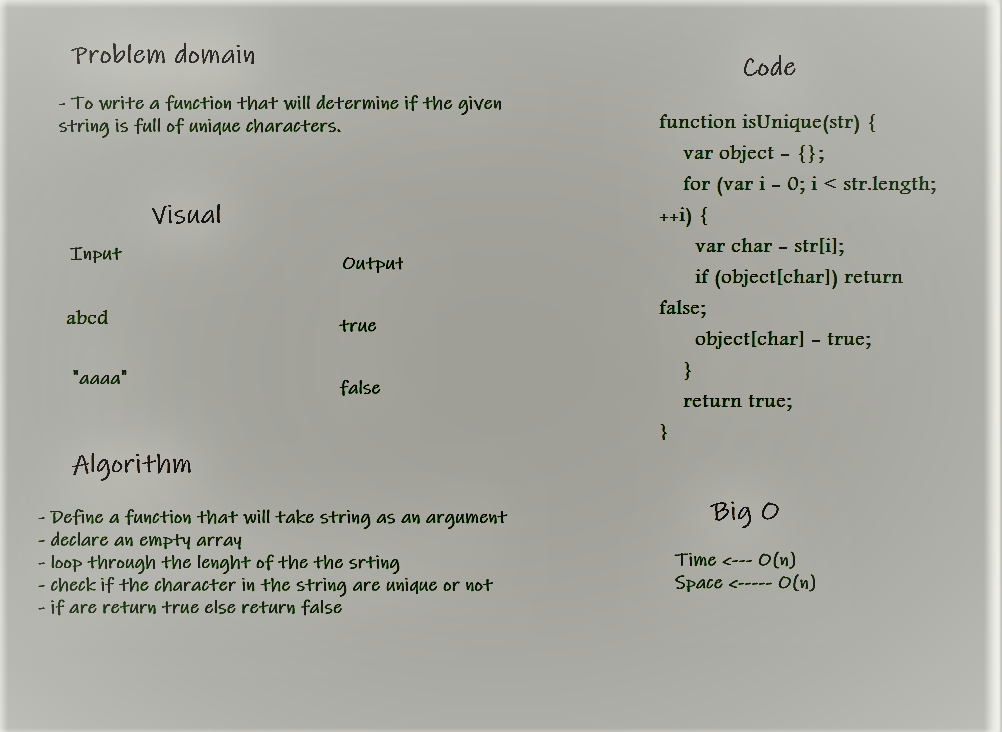 Problem domain
- To write a function that will determine if the given
string is full of unique characters.
Visual
Input
Output
abcd
true
"aaaa"
false
Algorithm
- Define a function that will take string as an argument
- declare an empty array
- loop through the lenght of the the srting
- check if the character in the string are unique or not
- if are return true else return false
Code
function isUnique(str) {
var object = {};
for (var i = 0; i < str.length;
++i) {
var char = str[i];
if (object[char]) return
false;
object[char] = true;
}
return true;
}
Big O
Time <--- O(n)
Space <----- O(n)